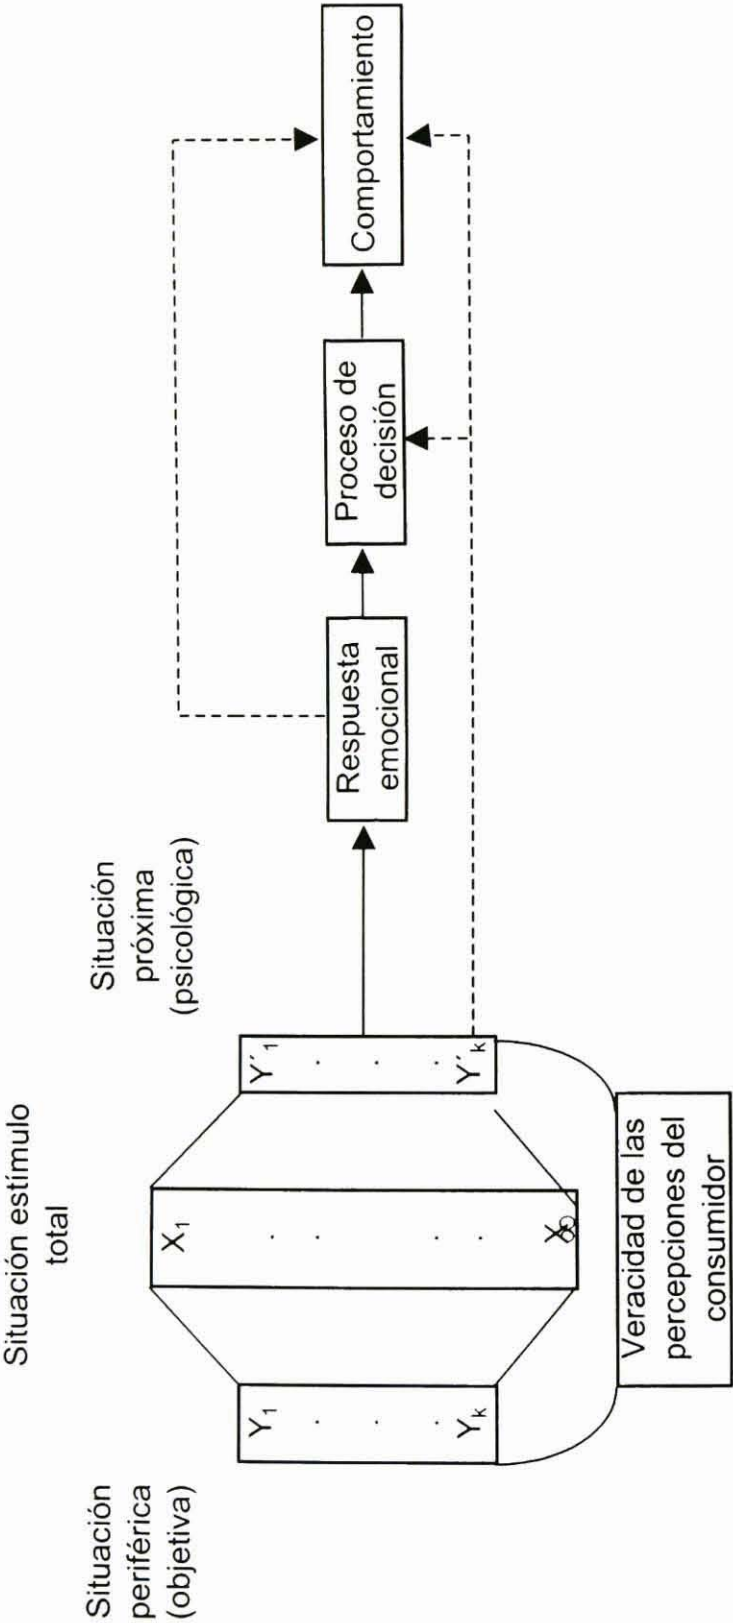 Situación estímulo
total
Situación
periférica
(objetiva)
Situación
próxima
(psicológica)
Y₁
.
.
.
Yₖ
X₁
.
.
.
.
X∞
Y´₁
.
.
.
Y´ₖ
Respuesta
emocional
Proceso de
decisión
Comportamiento
Veracidad de las
percepciones del
consumidor